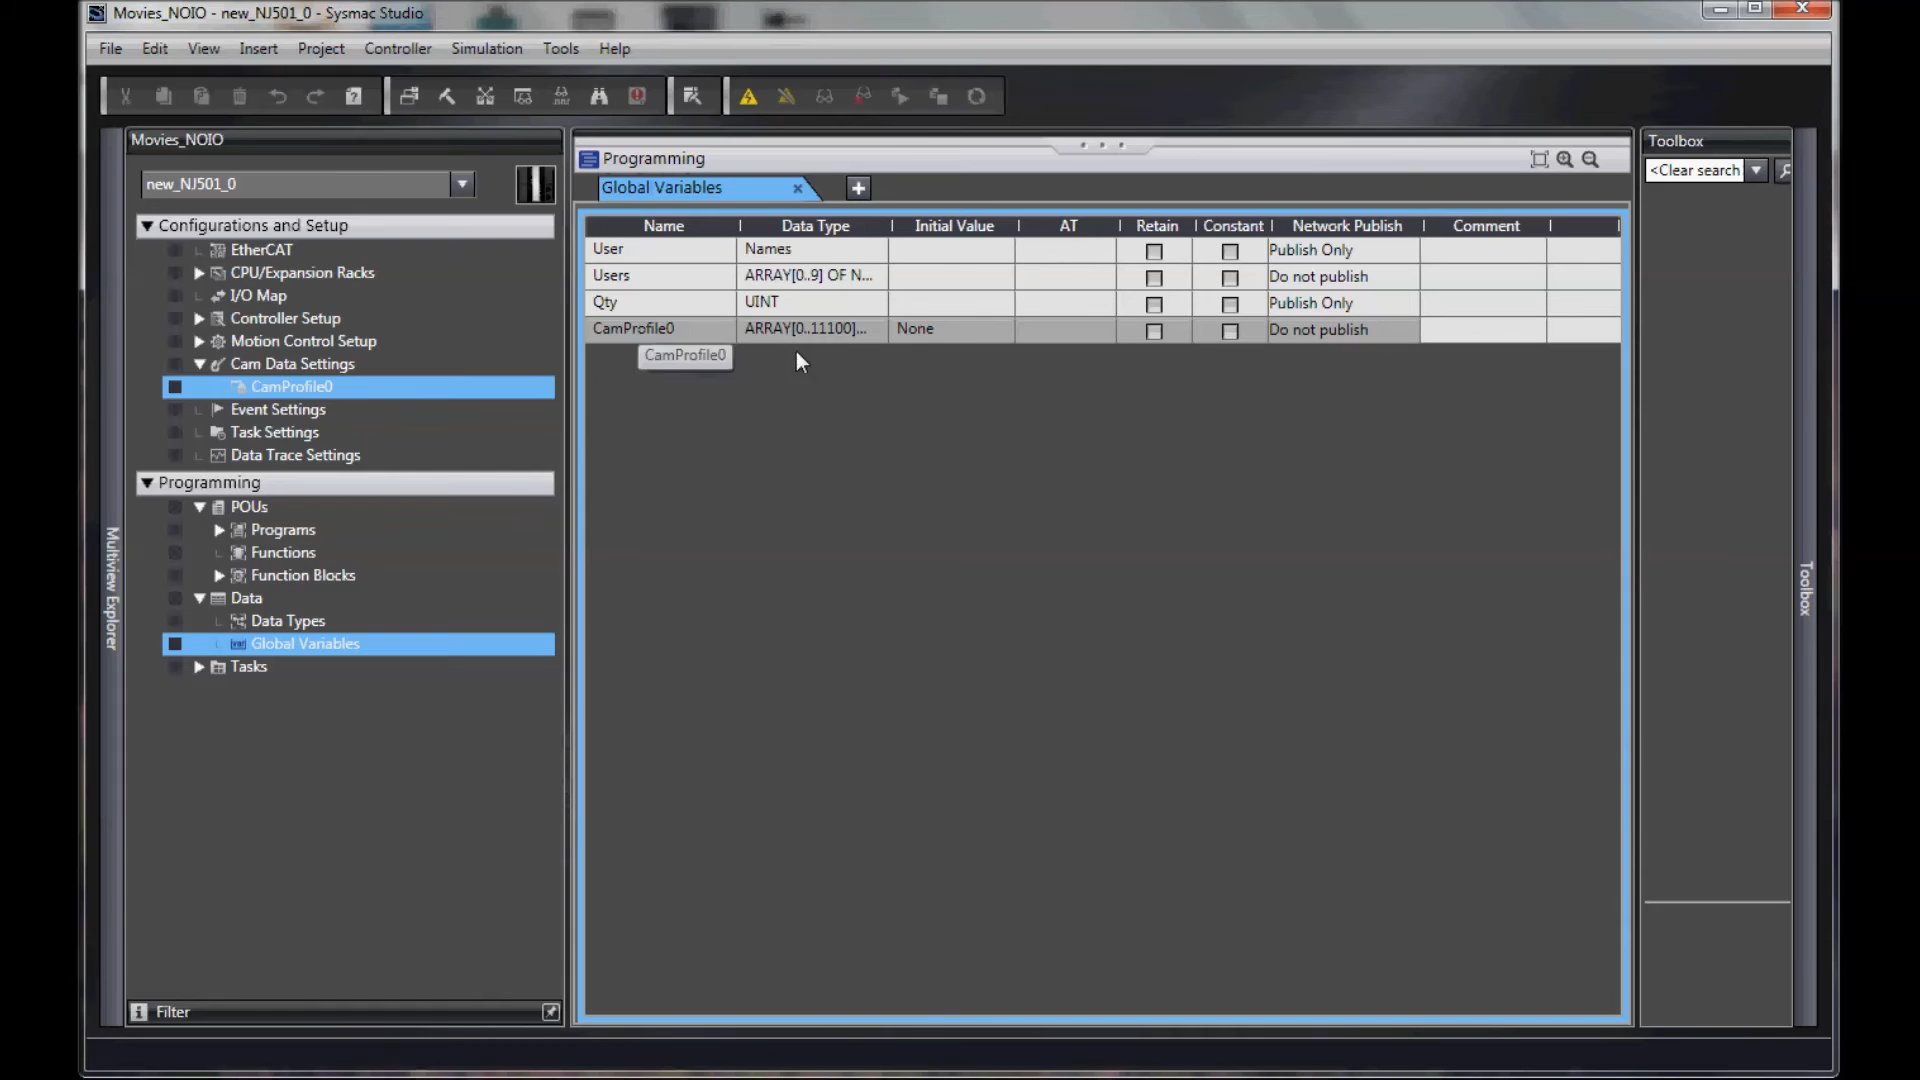 Movies_NOIO - new_NJ501_0 - Sysmac Studio
File Edit View Insert Project Controller Simulation Tools Help
Movies_NOIO
new_NJ501_0
Configurations and Setup
EtherCAT
CPU/Expansion Racks
I/O Map
Controller Setup
Motion Control Setup
Cam Data Settings
CamProfile0
Event Settings
Task Settings
Data Trace Settings
Programming
POUs
Programs
Functions
Function Blocks
Data
Data Types
Global Variables
Tasks
Filter
Multiview Explorer
Programming
Global Variables
Name Data Type Initial Value AT Retain Constant Network Publish Comment
User Names Publish Only
Users ARRAY[0..9] OF N... Do not publish
Qty UINT Publish Only
CamProfile0 ARRAY[0..11100]... None Do not publish
CamProfile0
Toolbox
<Clear search
Toolbox